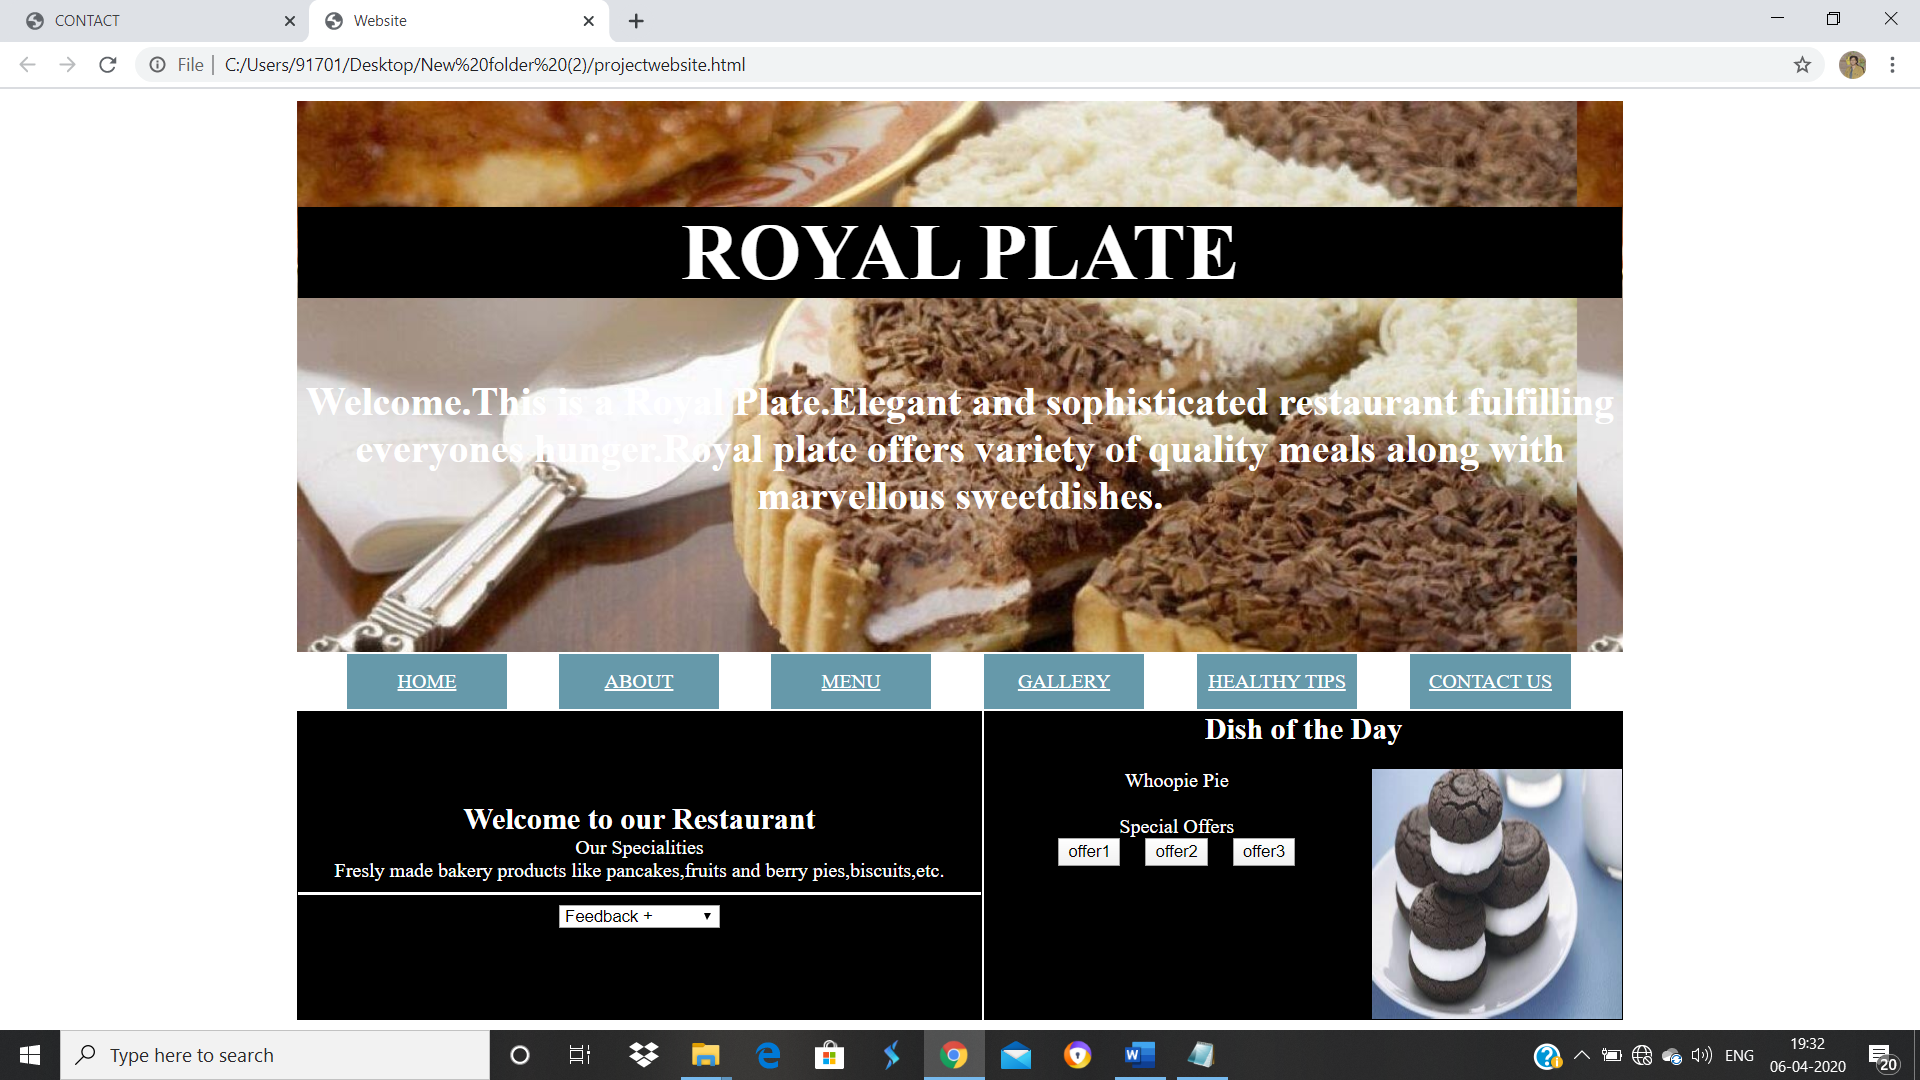 CONTACT
Website
File | C:/Users/91701/Desktop/New%20folder%20(2)/projectwebsite.html
ROYAL PLATE
Welcome.This is a Royal Plate.Elegant and sophisticated restaurant fulfilling
everyones hunger.Royal plate offers variety of quality meals along with
marvellous sweetdishes.
HOME
ABOUT
MENU
GALLERY
HEALTHY TIPS
CONTACT US
Welcome to our Restaurant
Our Specialities
Fresly made bakery products like pancakes,fruits and berry pies,biscuits,etc.
Feedback +
Dish of the Day
Whoopie Pie
Special Offers
offer1
offer2
offer3
Type here to search
ENG
19:32
06-04-2020
20